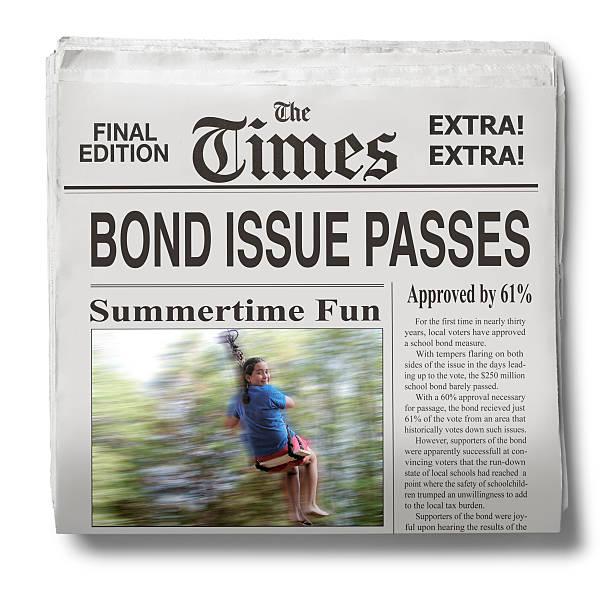 FINAL
EDITION
The
Times
EXTRA!
EXTRA!
BOND ISSUE PASSES
Summertime Fun
Approved by 61%
For the first time in nearly thirty
years, local voters have approved
a school bond measure.
With tempers flaring on both
sides of the issue in the days lead-
ing up to the vote, the $250 million
school bond barely passed.
With a 60% approval necessary
for passage, the bond recieved just
61% of the vote from an area that
historically votes down such issues.
However, supporters of the bond
were apparently successfull at con-
vincing voters that the run-down
state of local schools had reached a
point where the safety of schoolchild-
ren trumped an unwillingness to add
to the local tax burden.
Supporters of the bond were joy-
ful upon hearing the results of the